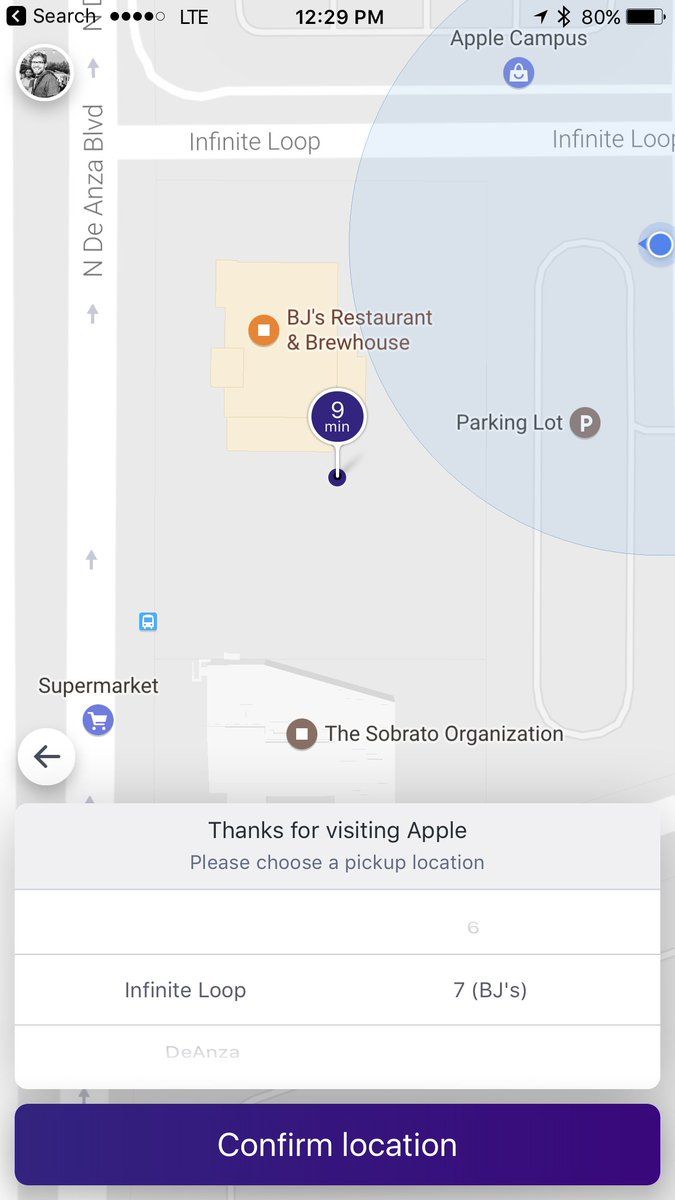 Search
LTE
12:29 PM
80%
Apple Campus
Infinite Loop
Infinite Loop
N De Anza Blvd
BJ's Restaurant
& Brewhouse
9
min
Parking Lot
P
Supermarket
The Sobrato Organization
Thanks for visiting Apple
Please choose a pickup location
6
Infinite Loop 7 (BJ's)
DeAnza
Confirm location